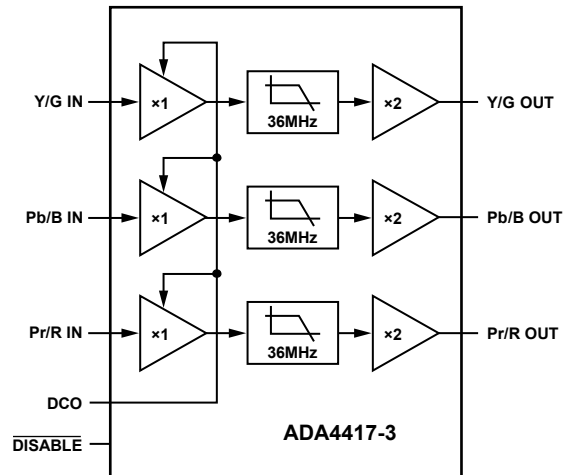 Y/G IN
×1
36MHz
×2
Y/G OUT
Pb/B IN
×1
36MHz
×2
Pb/B OUT
Pr/R IN
×1
36MHz
×2
Pr/R OUT
DCO
DISABLE
ADA4417-3